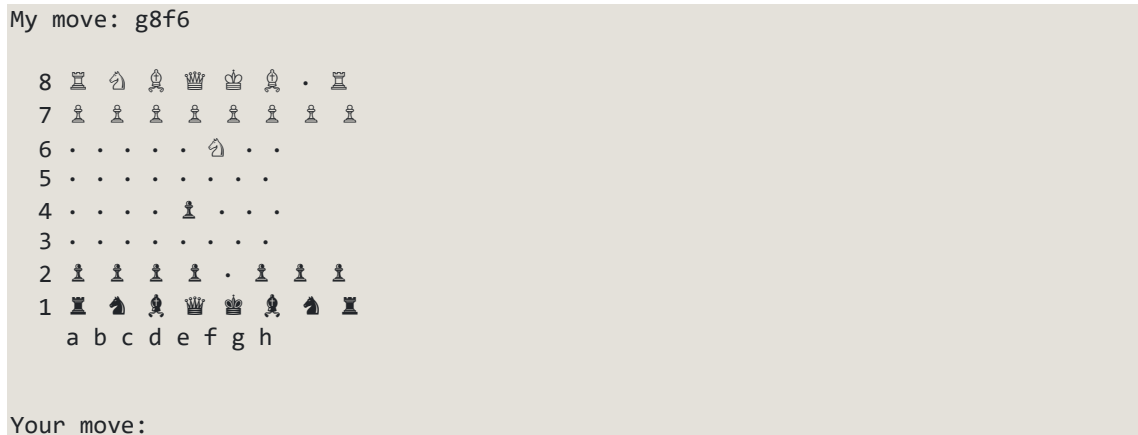 My move: g8f6
8 ♖ ♘ ♗ ♕ ♔ ♗ · ♖
7 ♙ ♙ ♙ ♙ ♙ ♙ ♙ ♙
6 · · · · · ♘ · ·
5 · · · · · · · ·
4 · · · · ♟ · · ·
3 · · · · · · · ·
2 ♟ ♟ ♟ ♟ · ♟ ♟ ♟
1 ♜ ♞ ♝ ♛ ♚ ♝ ♞ ♜
a b c d e f g h
Your move: